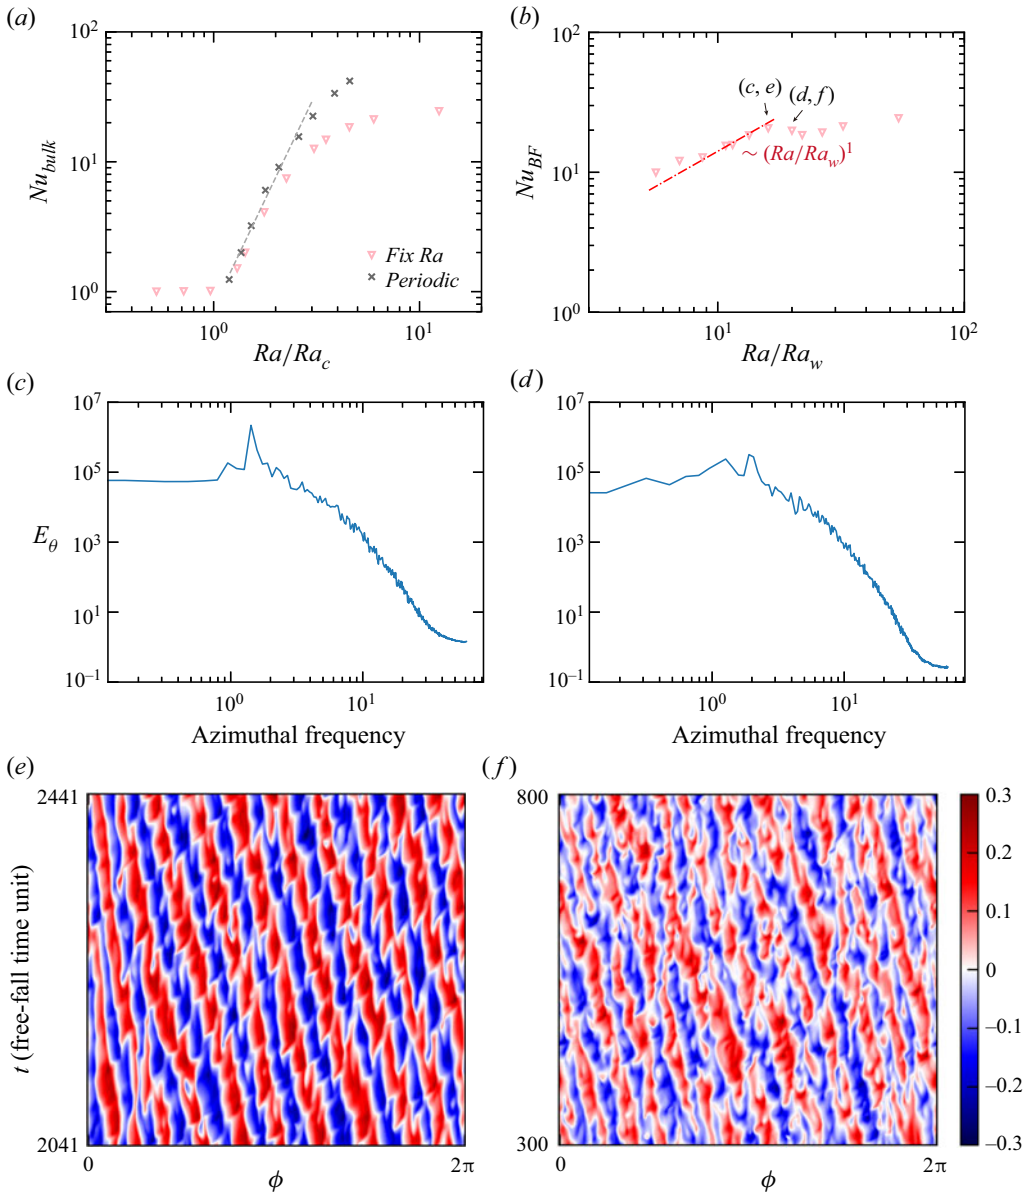 (a)
10^2
10^1
10^0
Nu_bulk
Fix Ra
Periodic
10^0
10^1
Ra/Ra_c
(b)
10^2
10^1
10^0
Nu_BF
(c, e)
(d, f)
~ (Ra/Ra_w)^1
10^1
10^2
Ra/Ra_w
(c)
10^7
10^5
10^3
10^1
10^−1
E_θ
10^0
10^1
Azimuthal frequency
(d)
10^7
10^5
10^3
10^1
10^−1
10^0
10^1
Azimuthal frequency
(e)
2441
t (free-fall time unit)
2041
0
2π
ϕ
(f)
800
300
0
2π
ϕ
0.3
0.2
0.1
0
−0.1
−0.2
−0.3